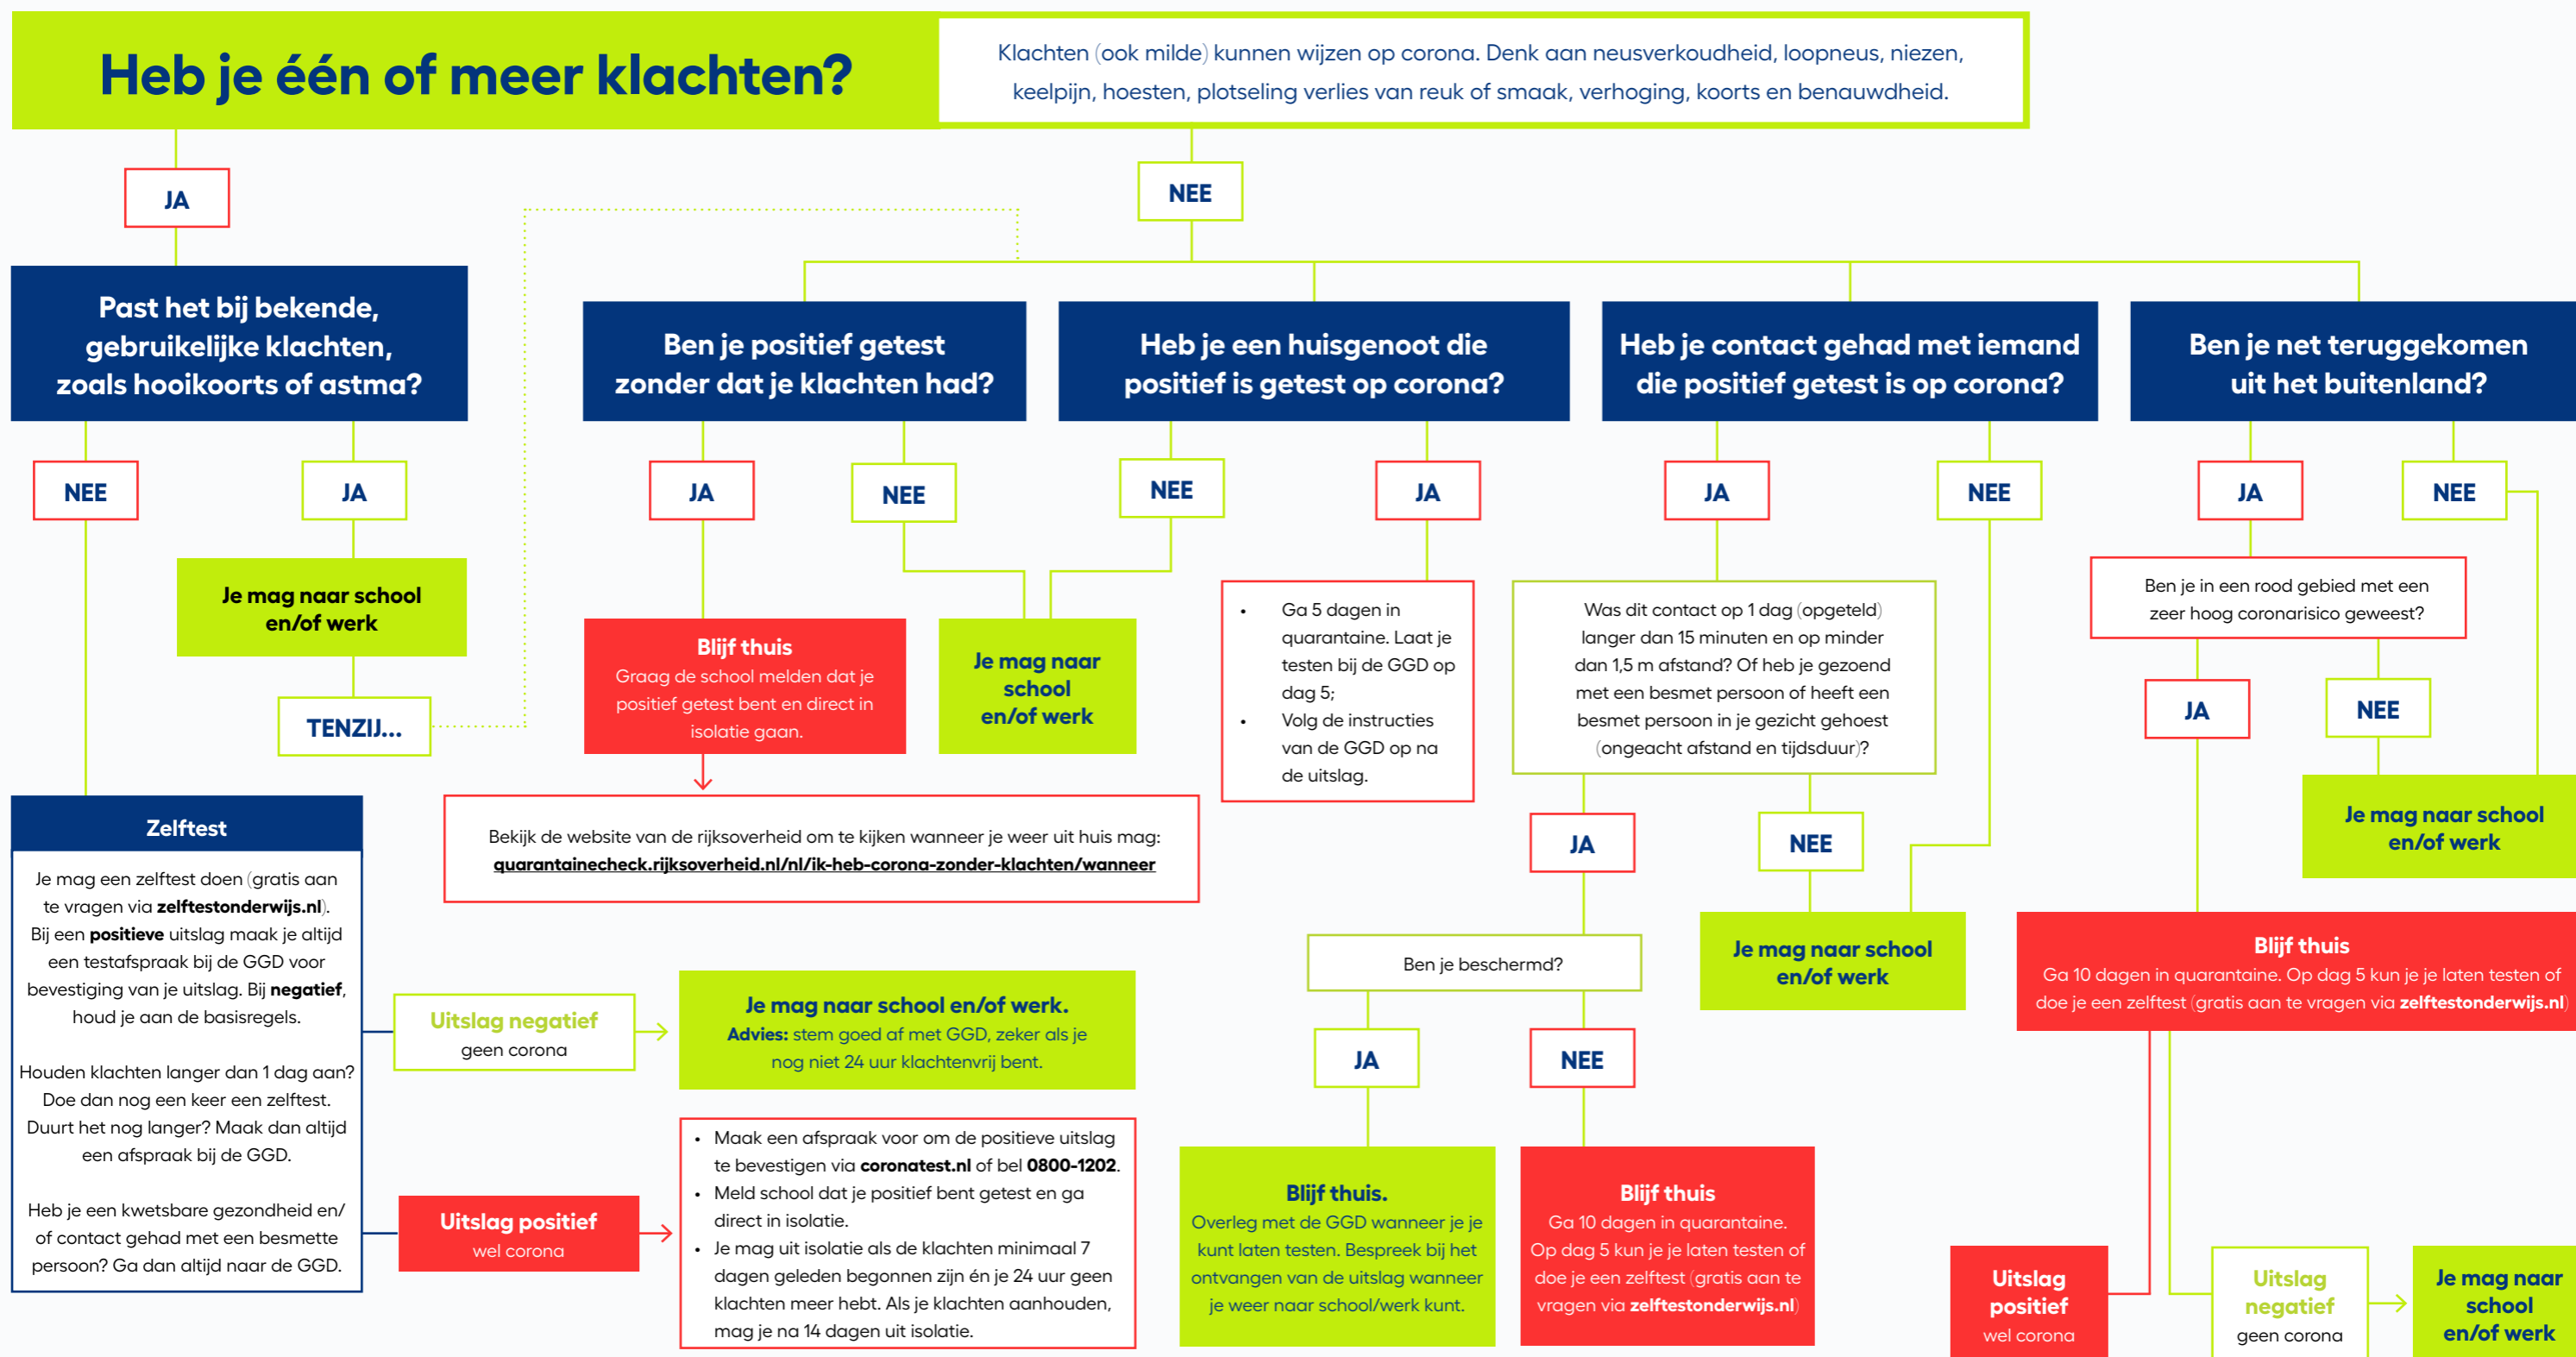 Heb je één of meer klachten?
Klachten (ook milde) kunnen wijzen op corona. Denk aan neusverkoudheid, loopneus, niezen,
keelpijn, hoesten, plotseling verlies van reuk of smaak, verhoging, koorts en benauwdheid.
JA
NEE
Past het bij bekende,
gebruikelijke klachten,
zoals hooikoorts of astma?
NEE
JA
Je mag naar school
en/of werk
TENZIJ...
Zelftest
Je mag een zelftest doen (gratis aan
te vragen via zelftestonderwijs.nl).
Bij een positieve uitslag maak je altijd
een testafspraak bij de GGD voor
bevestiging van je uitslag. Bij negatief,
houd je aan de basisregels.
Houden klachten langer dan 1 dag aan?
Doe dan nog een keer een zelftest.
Duurt het nog langer? Maak dan altijd
een afspraak bij de GGD.
Heb je een kwetsbare gezondheid en/
of contact gehad met een besmette
persoon? Ga dan altijd naar de GGD.
Uitslag negatief
geen corona
Je mag naar school en/of werk.
Advies: stem goed af met GGD, zeker als je
nog niet 24 uur klachtenvrij bent.
Uitslag positief
wel corona
• Maak een afspraak voor om de positieve uitslag
te bevestigen via coronatest.nl of bel 0800-1202.
• Meld school dat je positief bent getest en ga
direct in isolatie.
• Je mag uit isolatie als de klachten minimaal 7
dagen geleden begonnen zijn én je 24 uur geen
klachten meer hebt. Als je klachten aanhouden,
mag je na 14 dagen uit isolatie.
Ben je positief getest
zonder dat je klachten had?
JA
NEE
Blijf thuis
Graag de school melden dat je
positief getest bent en direct in
isolatie gaan.
Bekijk de website van de rijksoverheid om te kijken wanneer je weer uit huis mag:
quarantainecheck.rijksoverheid.nl/nl/ik-heb-corona-zonder-klachten/wanneer
Heb je een huisgenoot die
positief is getest op corona?
NEE
JA
Je mag naar
school
en/of werk
• Ga 5 dagen in
quarantaine. Laat je
testen bij de GGD op
dag 5;
• Volg de instructies
van de GGD op na
de uitslag.
Heb je contact gehad met iemand
die positief getest is op corona?
JA
NEE
Was dit contact op 1 dag (opgeteld)
langer dan 15 minuten en op minder
dan 1,5 m afstand? Of heb je gezoend
met een besmet persoon of heeft een
besmet persoon in je gezicht gehoest
(ongeacht afstand en tijdsduur)?
JA
NEE
Je mag naar school
en/of werk
Ben je beschermd?
JA
NEE
Blijf thuis.
Overleg met de GGD wanneer je je
kunt laten testen. Bespreek bij het
ontvangen van de uitslag wanneer
je weer naar school/werk kunt.
Blijf thuis
Ga 10 dagen in quarantaine.
Op dag 5 kun je je laten testen of
doe je een zelftest (gratis aan te
vragen via zelftestonderwijs.nl)
Ben je net teruggekomen
uit het buitenland?
JA
NEE
Ben je in een rood gebied met een
zeer hoog coronarisico geweest?
JA
NEE
Je mag naar school
en/of werk
Blijf thuis
Ga 10 dagen in quarantaine. Op dag 5 kun je je laten testen of
doe je een zelftest (gratis aan te vragen via zelftestonderwijs.nl)
Uitslag
positief
wel corona
Uitslag
negatief
geen corona
Je mag naar
school
en/of werk